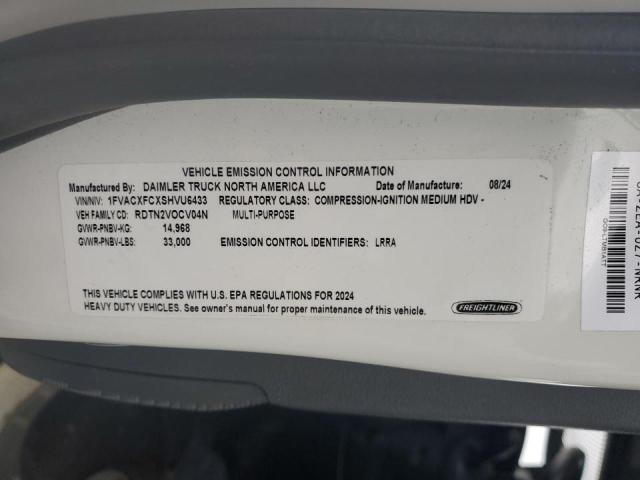 VEHICLE EMISSION CONTROL INFORMATION
Manufactured By: DAIMLER TRUCK NORTH AMERICA LLC Date of Manufacture: 08/24
VIN/NIV: 1FVACXFCXSHVU6433 REGULATORY CLASS: COMPRESSION-IGNITION MEDIUM HDV -
VEH FAMILY CD: RDTN2VOCV04N MULTI-PURPOSE
GVWR-PNBV-KG: 14,968
GVWR-PNBV-LBS: 33,000 EMISSION CONTROL IDENTIFIERS: LRRA
THIS VEHICLE COMPLIES WITH U.S. EPA REGULATIONS FOR 2024
HEAVY DUTY VEHICLES. See owner's manual for proper maintenance of this vehicle.
FREIGHTLINER